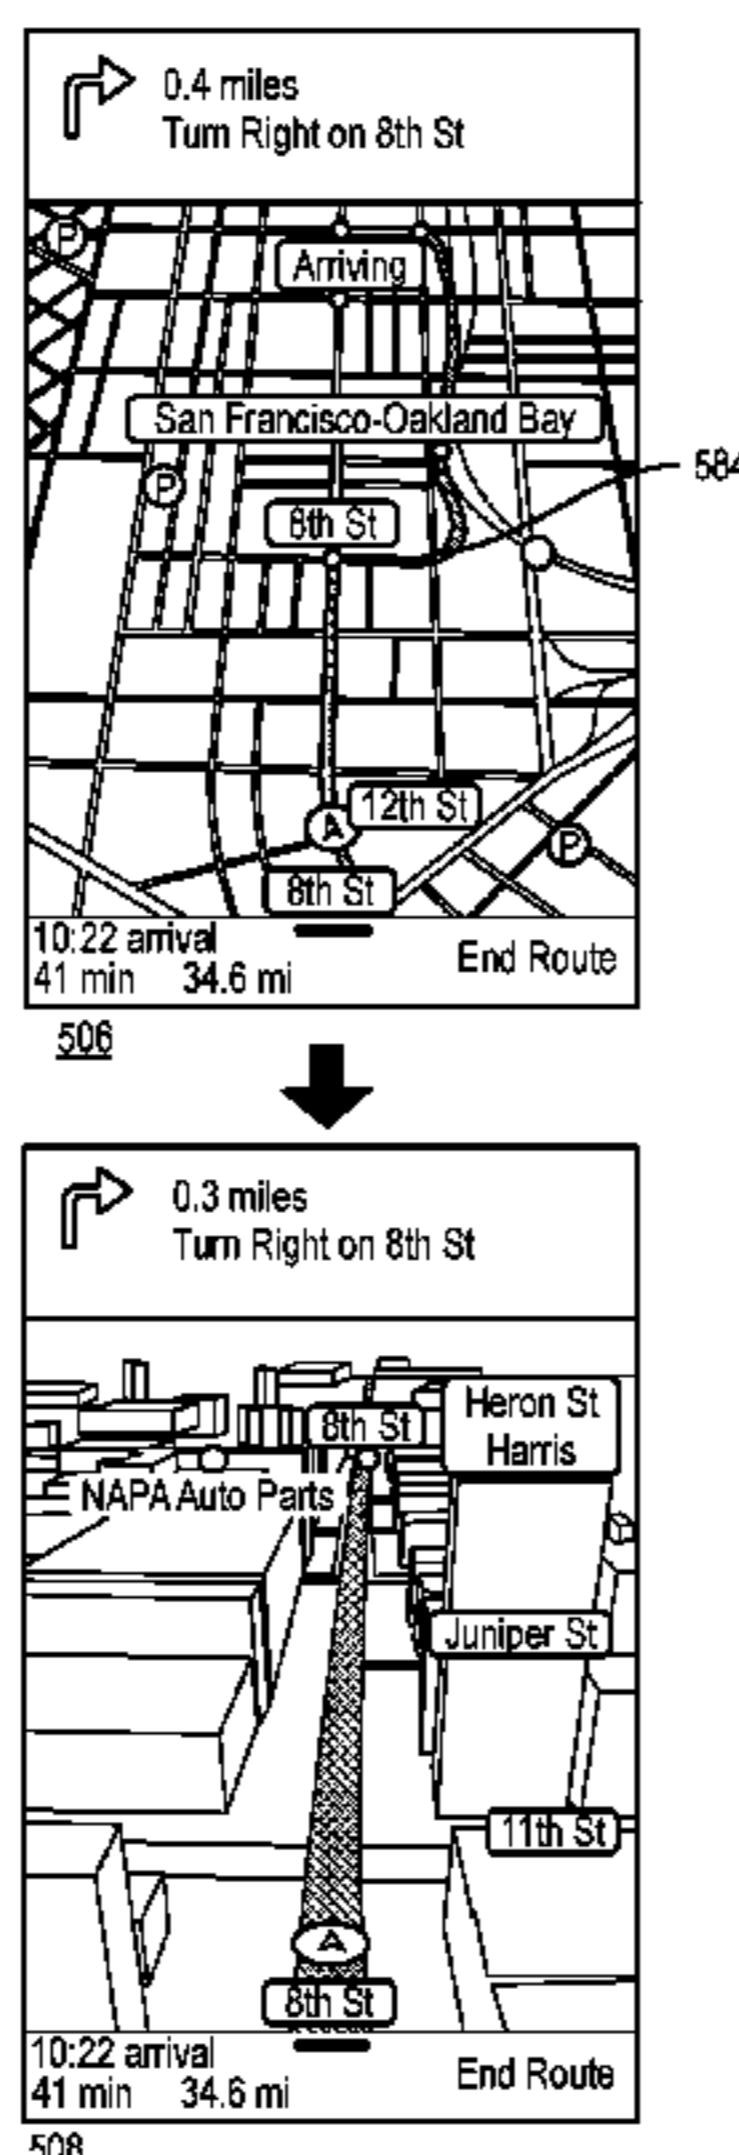 0.4 miles
Turn Right on 8th St
P
Arriving
San Francisco-Oakland Bay
584
P
8th St
12th St
A
P
8th St
10:22 arrival
41 min 34.6 mi
End Route
506
0.3 miles
Turn Right on 8th St
Heron St
Harris
8th St
NAPA Auto Parts
Juniper St
11th St
A
8th St
10:22 arrival
41 min 34.6 mi
End Route
508